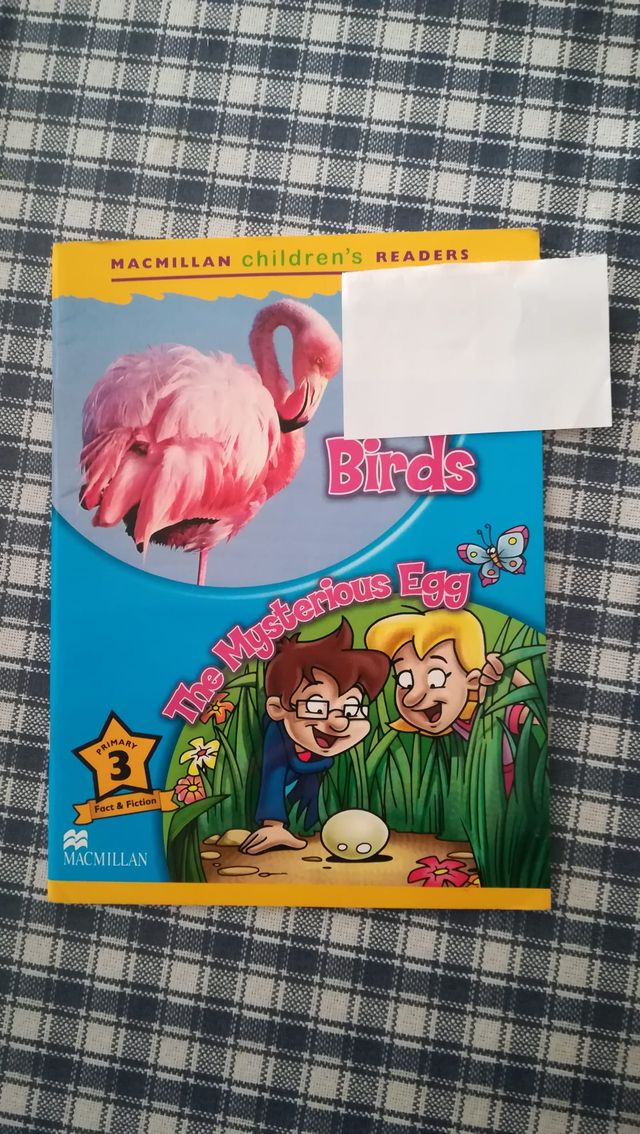 MACMILLAN children's READERS
Birds
The Mysterious Egg
PRIMARY
3
Fact & Fiction
MACMILLAN